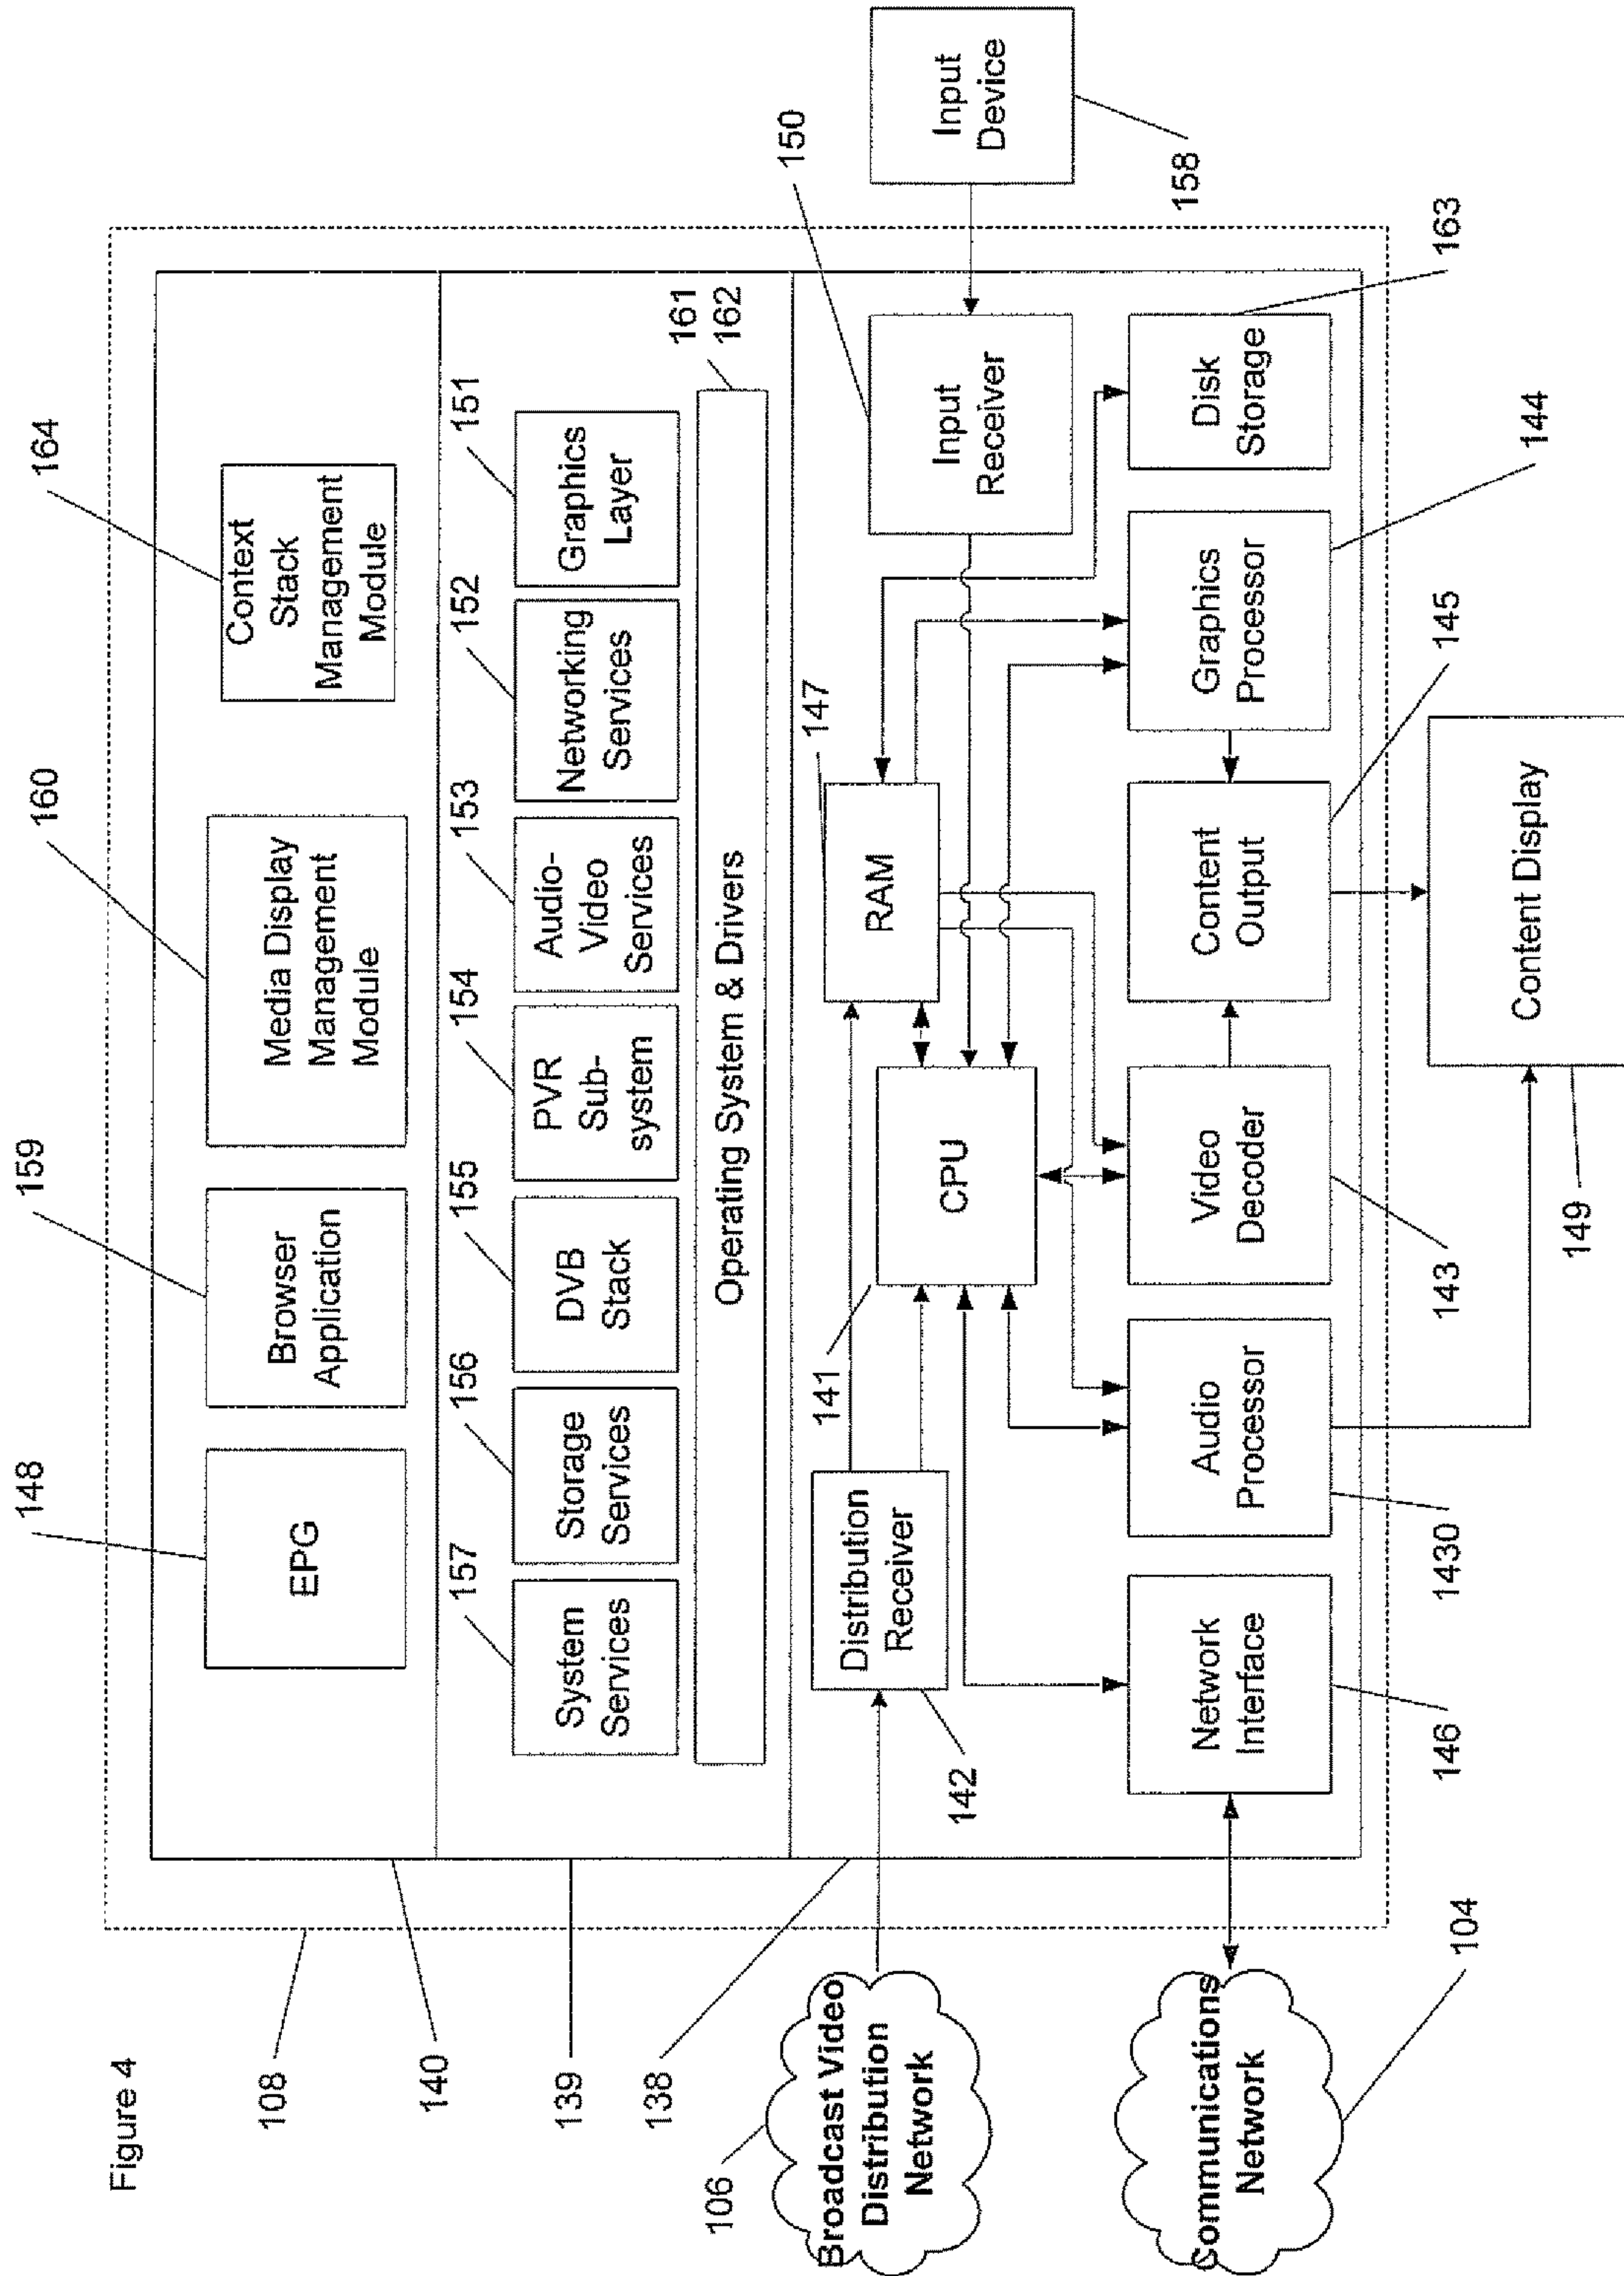 Figure 4
148
159
160
164
EPG
Browser
Application
Media Display
Management
Module
Context
Stack
Management
Module
108
140
139
138
157
156
155
154
153
152
151
161
162
System
Services
Storage
Services
DVB
Stack
PVR
Sub-
system
Audio-
Video
Services
Networking
Services
Graphics
Layer
Operating System & Drivers
106
Broadcast Video
Distribution
Network
142
Distribution
Receiver
141
CPU
147
RAM
150
Input
Receiver
Input
Device
158
Communications
Network
104
Network
Interface
146
Audio
Processor
1430
Video
Decoder
143
Content
Output
145
Graphics
Processor
144
Disk
Storage
163
Content Display
149